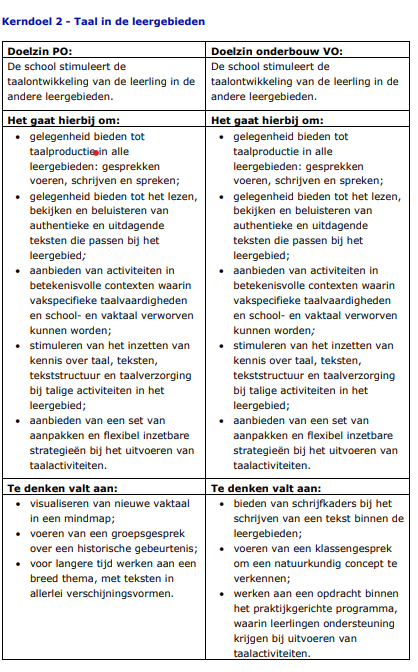 Kerndoel 2 – Taal in de leergebieden
Doelzin PO:
De school stimuleert de
taalontwikkeling van de leerling in de
andere leergebieden.
Het gaat hierbij om:
• gelegenheid bieden tot
taalproductie in alle
leergebieden: gesprekken
voeren, schrijven en spreken;
• gelegenheid bieden tot het lezen,
bekijken en beluisteren van
authentieke en uitdagende
teksten die passen bij het
leergebied;
• aanbieden van activiteiten in
betekenisvolle contexten waarin
vakspecifieke taalvaardigheden
en school- en vaktaal verworven
kunnen worden;
• stimuleren van het inzetten van
kennis over taal, teksten,
tekststructuur en taalverzorging
bij talige activiteiten in het
leergebied;
• aanbieden van een set van
aanpakken en flexibel inzetbare
strategieën bij het uitvoeren van
taalactiviteiten.
Te denken valt aan:
• visualiseren van nieuwe vaktaal
in een mindmap;
• voeren van een groepsgesprek
over een historische gebeurtenis;
• voor langere tijd werken aan een
breed thema, met teksten in
allerlei verschijningsvormen.
Doelzin onderbouw VO:
De school stimuleert de
taalontwikkeling van de leerling in de
andere leergebieden.
Het gaat hierbij om:
• gelegenheid bieden tot
taalproductie in alle
leergebieden: gesprekken
voeren, schrijven en spreken;
• gelegenheid bieden tot het lezen,
bekijken en beluisteren van
authentieke en uitdagende
teksten die passen bij het
leergebied;
• aanbieden van activiteiten in
betekenisvolle contexten waarin
vakspecifieke taalvaardigheden
en school- en vaktaal verworven
kunnen worden;
• stimuleren van het inzetten van
kennis over taal, teksten,
tekststructuur en taalverzorging
bij talige activiteiten in het
leergebied;
• aanbieden van een set van
aanpakken en flexibel inzetbare
strategieën bij het uitvoeren van
taalactiviteiten.
Te denken valt aan:
• bieden van schrijfkaders bij het
schrijven van een tekst binnen de
leergebieden;
• voeren van een klassengesprek
om een natuurkundig concept te
verkennen;
• werken aan een opdracht binnen
het praktijkgerichte programma,
waarin leerlingen ondersteuning
krijgen bij uitvoeren van
taalactiviteiten.